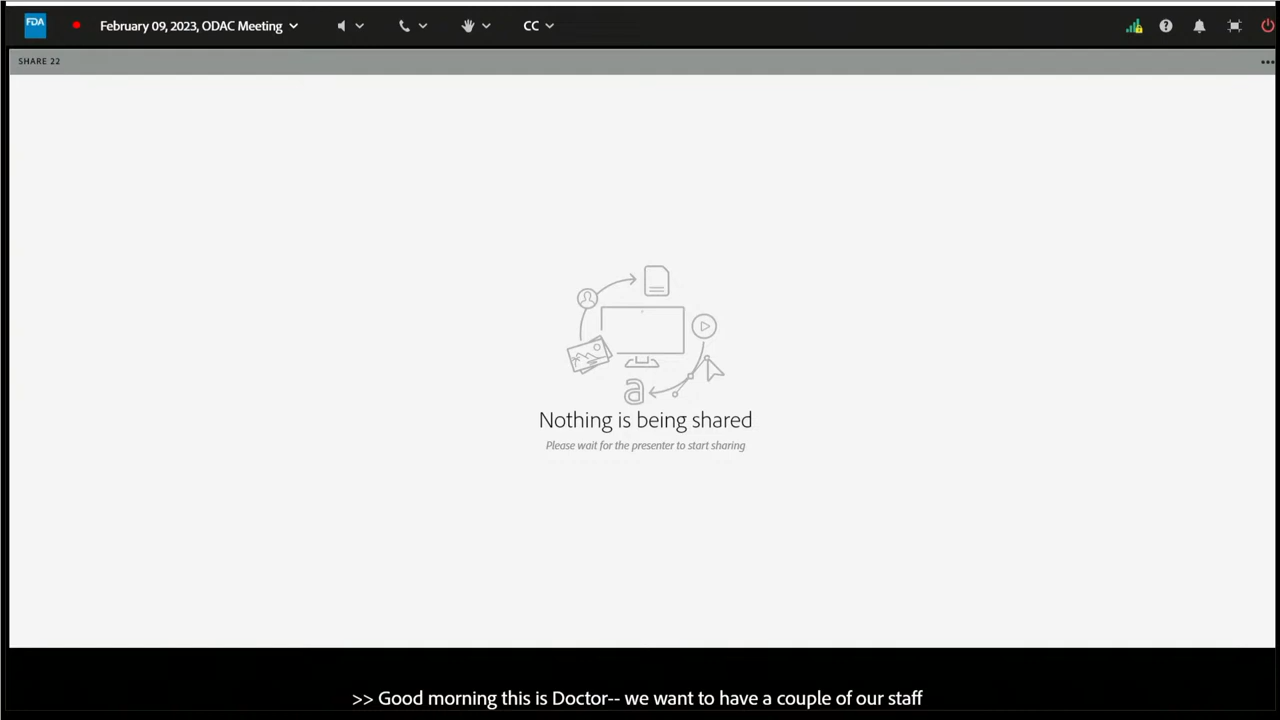 FDA
February 09, 2023, ODAC Meeting
CC
SHARE 22
a
Nothing is being shared
Please wait for the presenter to start sharing
>> Good morning this is Doctor-- we want to have a couple of our staff